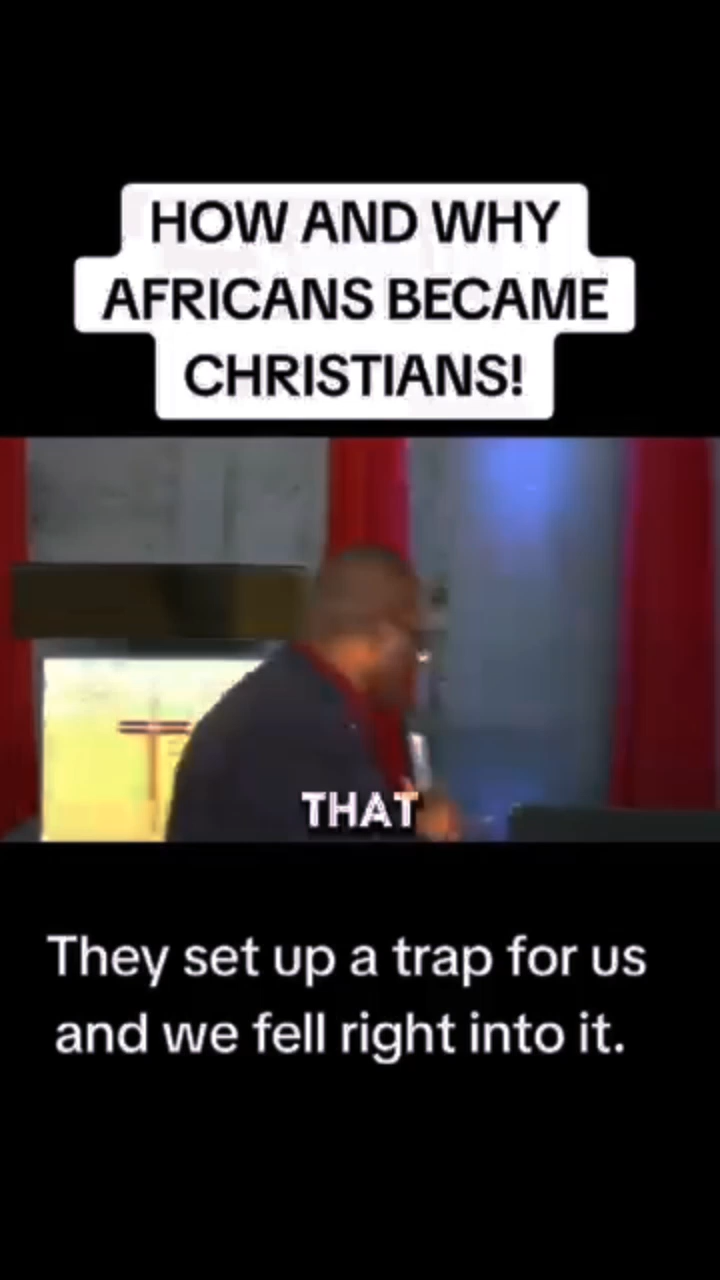 HOW AND WHY
AFRICANS BECAME
CHRISTIANS!
THAT
They set up a trap for us
and we fell right into it.